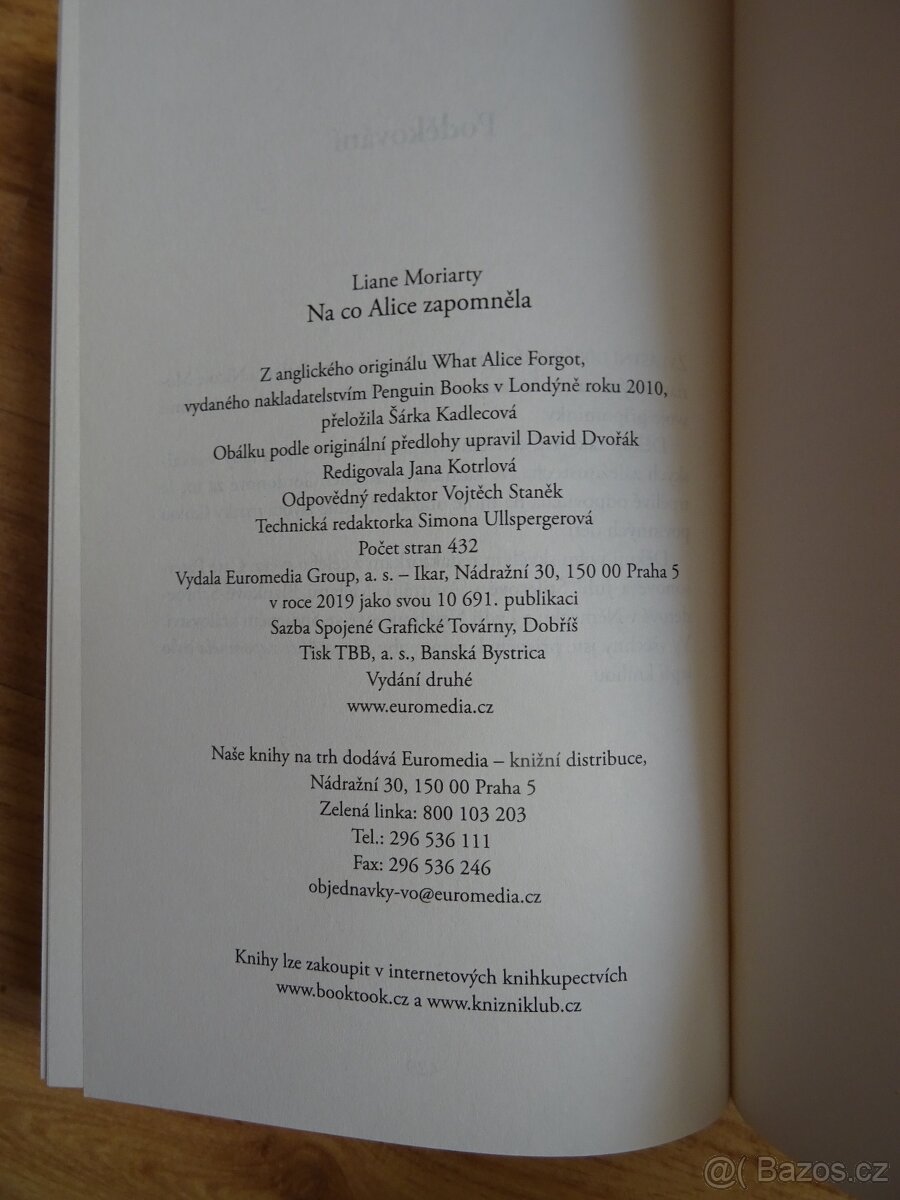 Poděkování
Liane Moriarty
Na co Alice zapomněla
Z anglického originálu What Alice Forgot,
vydaného nakladatelstvím Penguin Books v Londýně roku 2010,
přeložila Šárka Kadlecová
Obálku podle originální předlohy upravil David Dvořák
Redigovala Jana Kotrlová
Odpovědný redaktor Vojtěch Staněk
Technická redaktorka Simona Ullspergerová
Počet stran 432
Vydala Euromedia Group, a. s. – Ikar, Nádražní 30, 150 00 Praha 5
v roce 2019 jako svou 10 691. publikaci
Sazba Spojené Grafické Továrny, Dobříš
Tisk TBB, a. s., Banská Bystrica
Vydání druhé
www.euromedia.cz
Naše knihy na trh dodává Euromedia – knižní distribuce,
Nádražní 30, 150 00 Praha 5
Zelená linka: 800 103 203
Tel.: 296 536 111
Fax: 296 536 246
objednavky-vo@euromedia.cz
Knihy lze zakoupit v internetových knihkupectvích
www.booktook.cz a www.knizniklub.cz
@( Bazos.cz